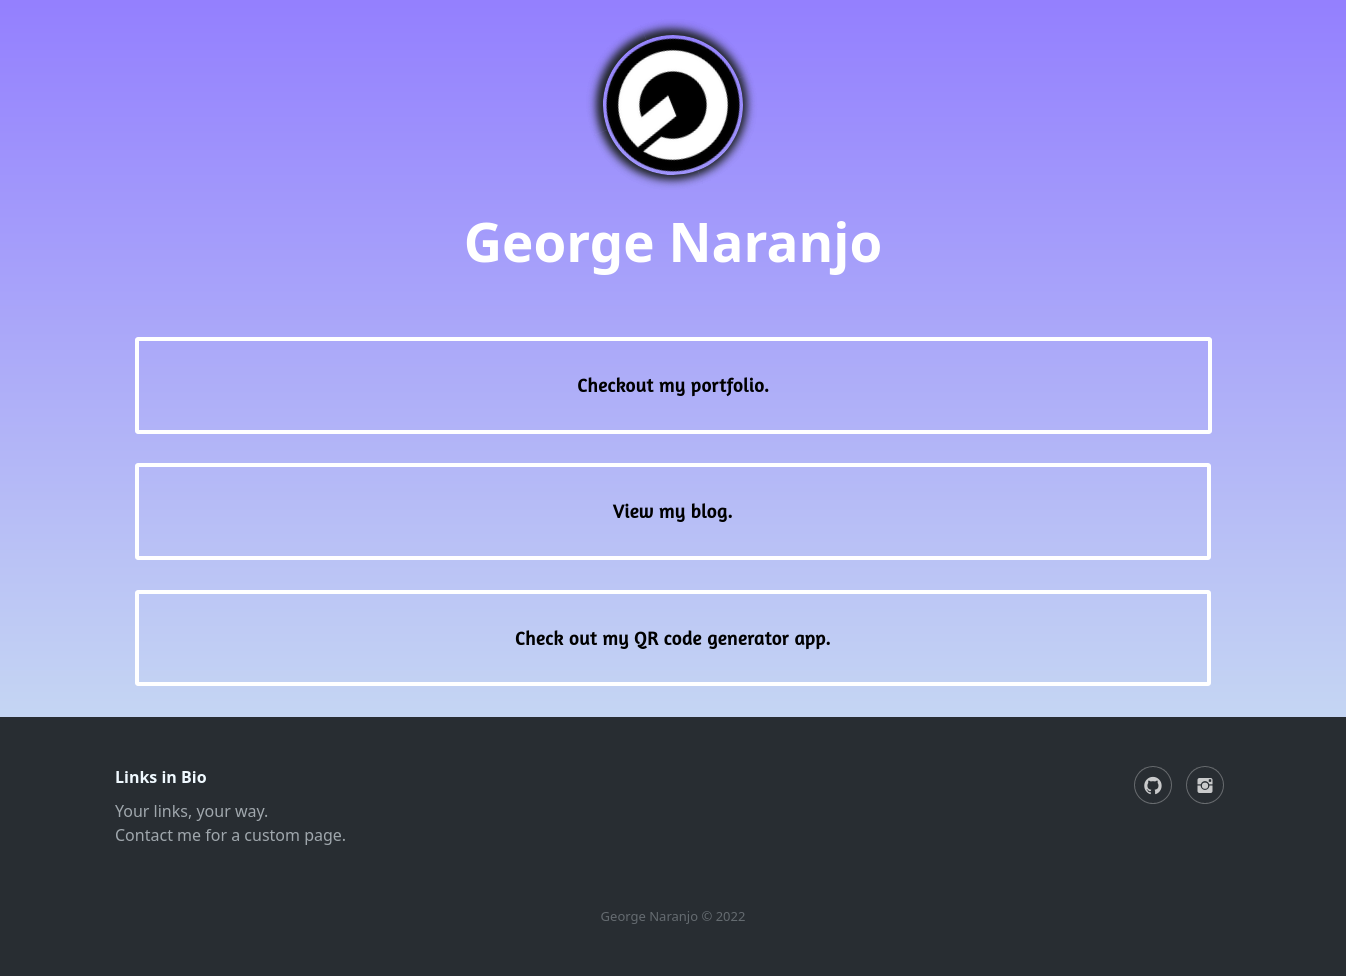 George Naranjo
Checkout my portfolio.
View my blog.
Check out my QR code generator app.
Links in Bio
Your links, your way.
Contact me for a custom page.
George Naranjo © 2022